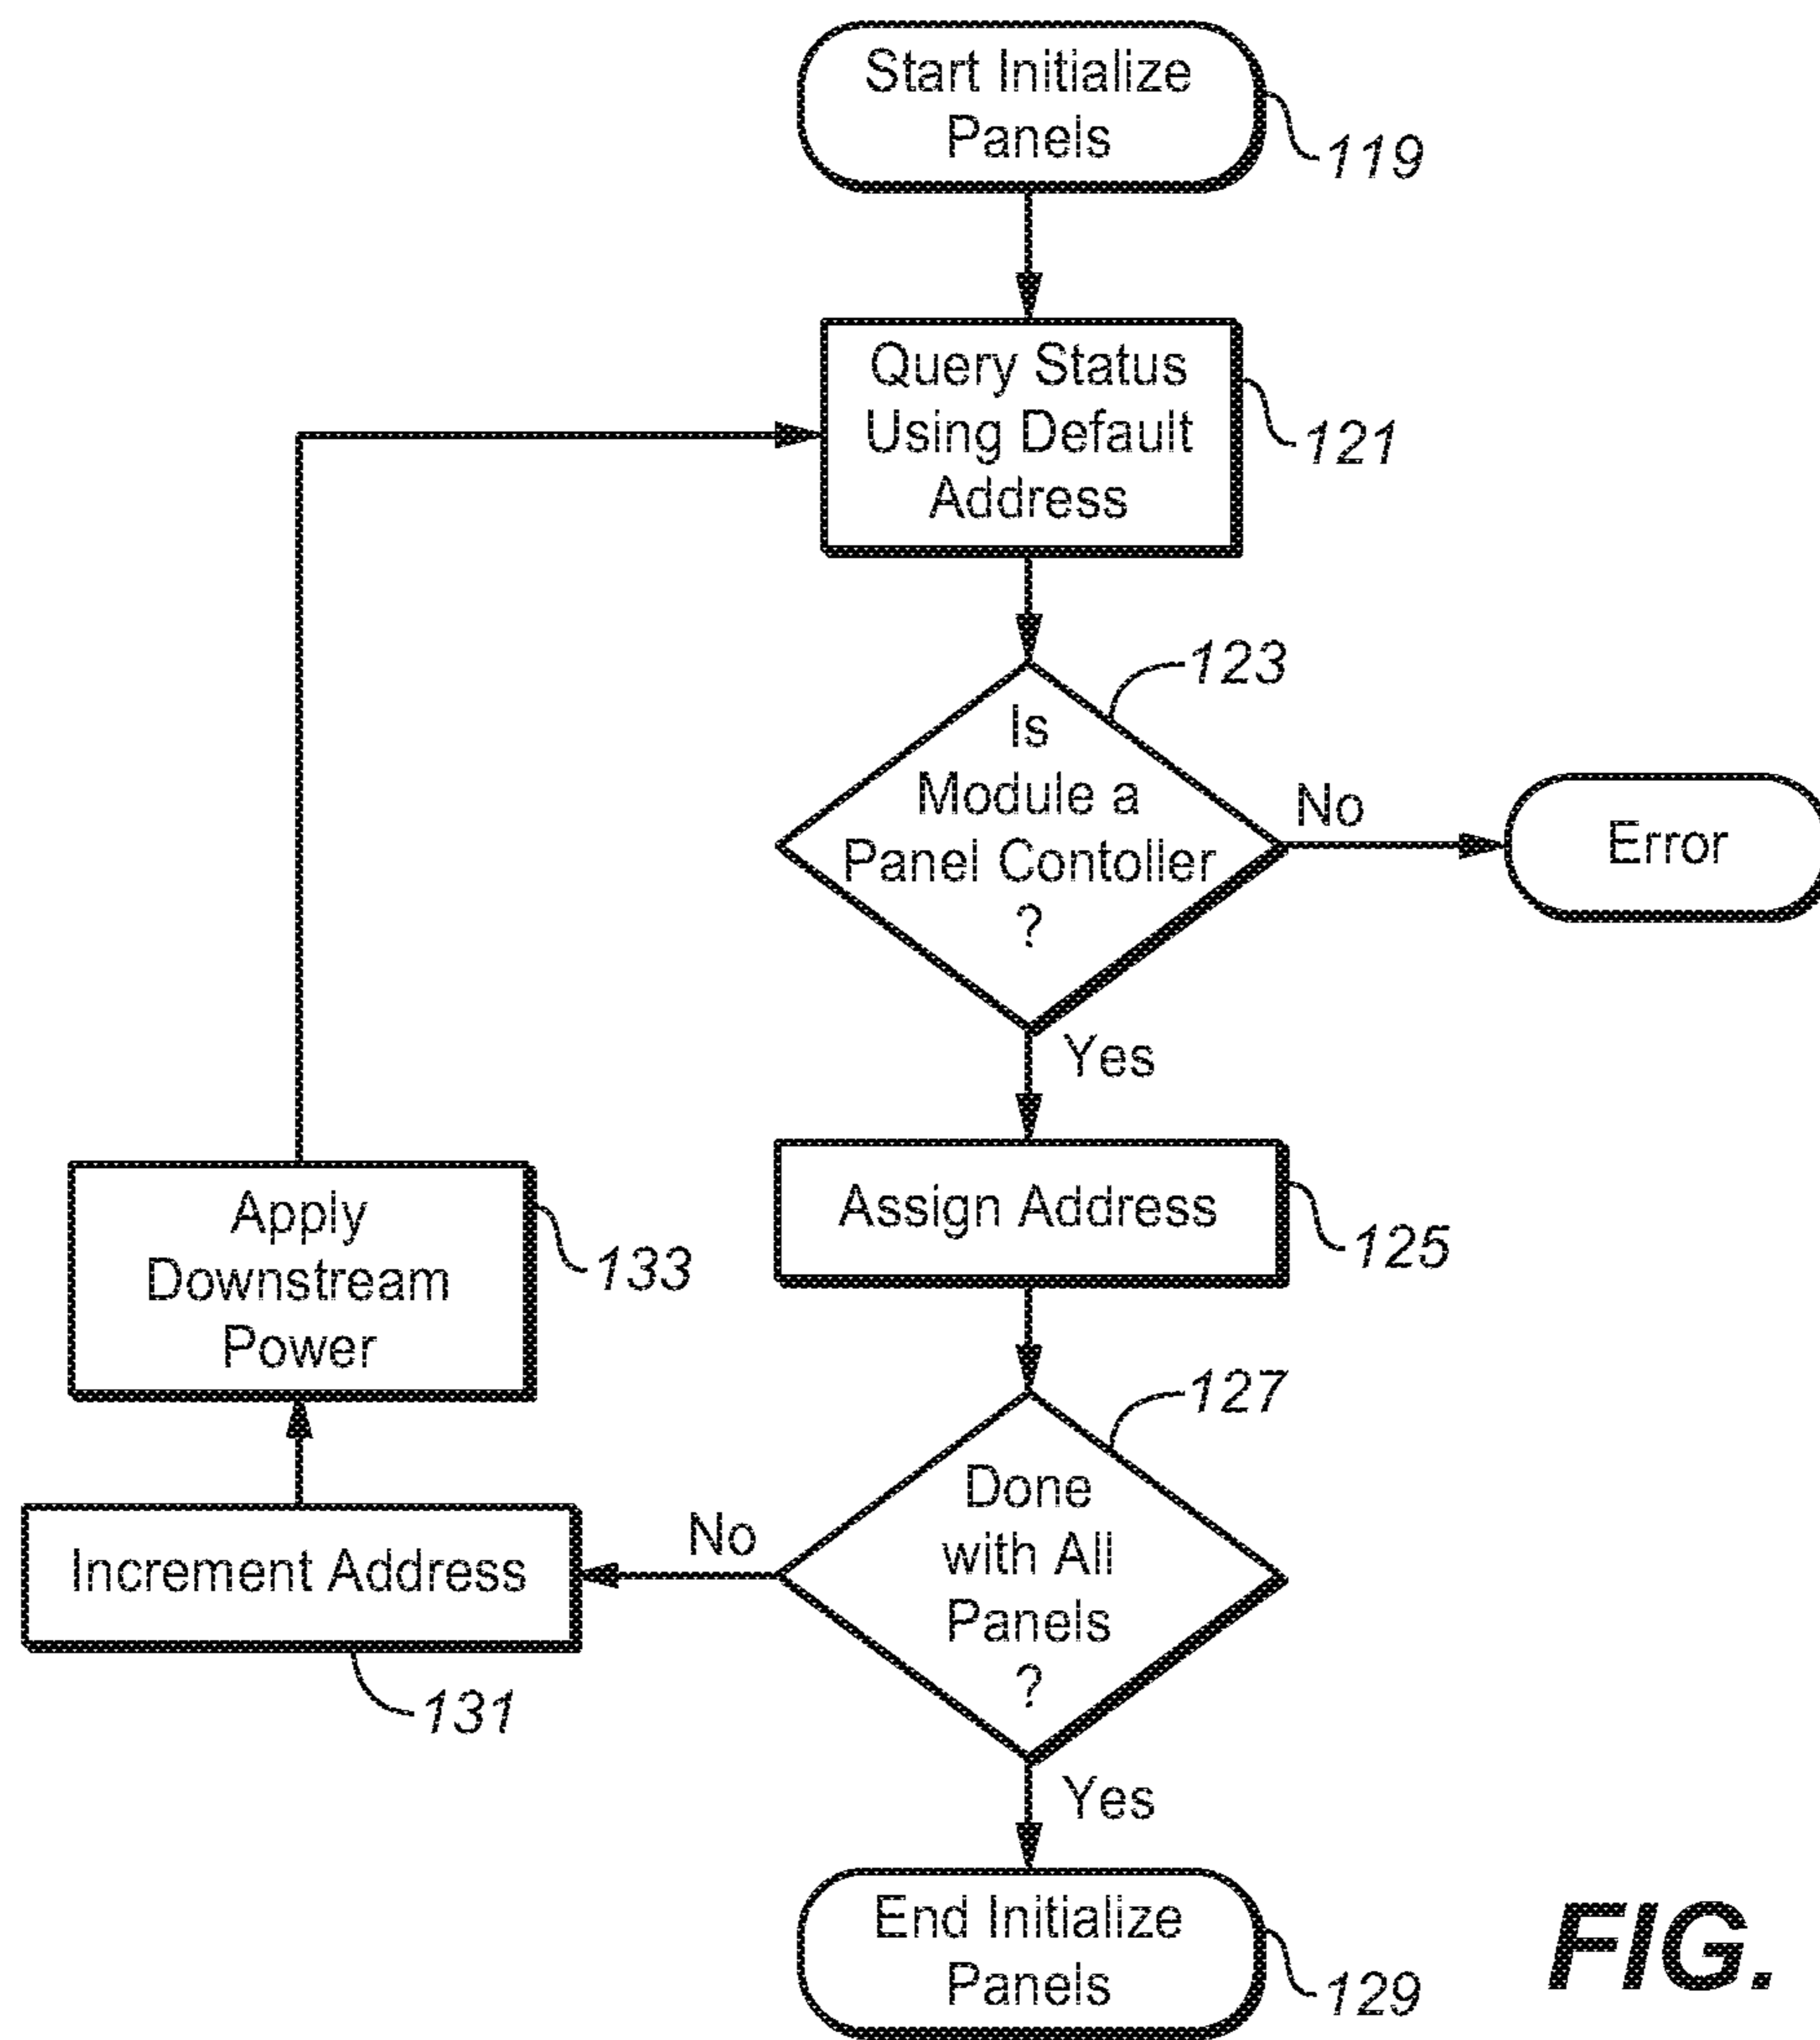 Start Initialize
Panels
119
Query Status
Using Default
Address
121
123
Is
Module a
Panel Contoller
?
No
Error
Yes
Assign Address
125
Apply
Downstream
Power
133
127
Done
with All
Panels
?
No
Increment Address
131
Yes
End Initialize
Panels
129
FIG.